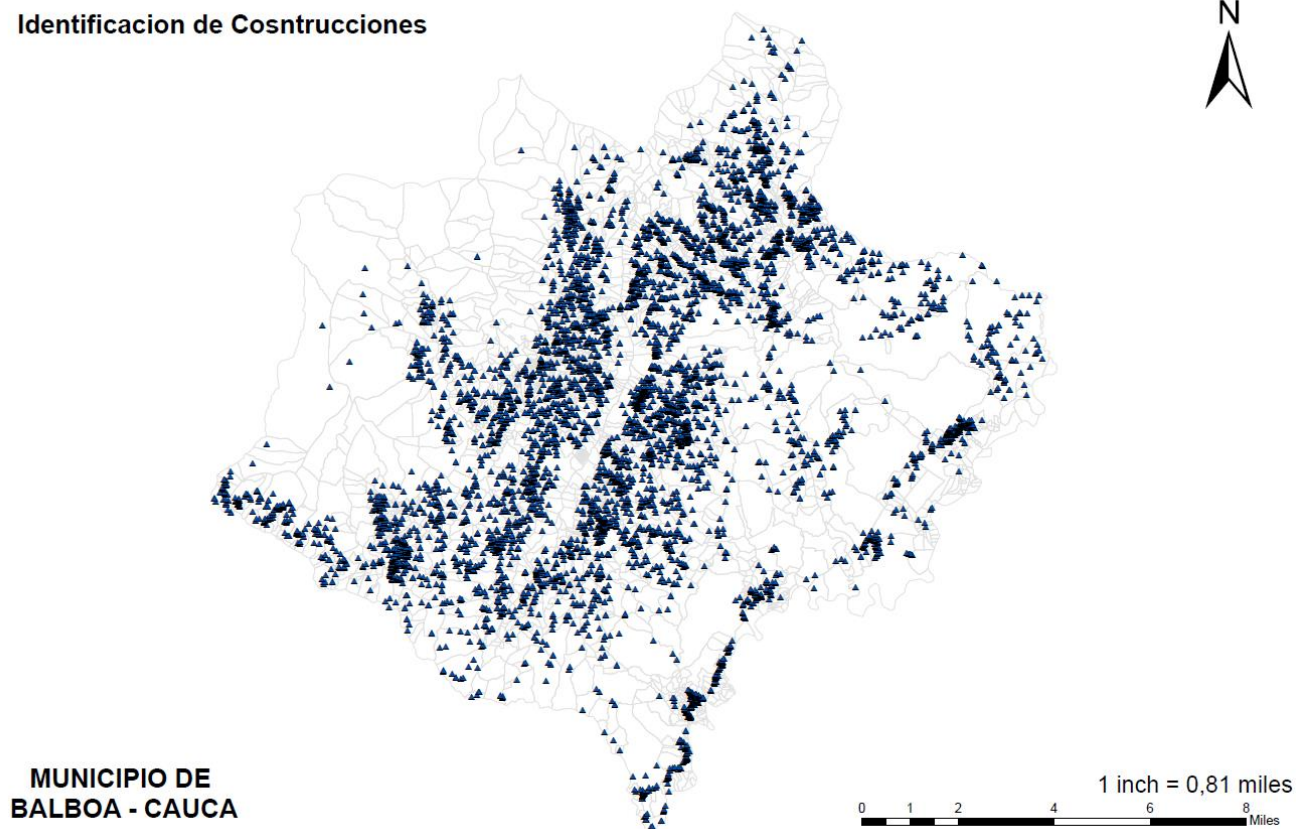 Identificacion de Cosntrucciones
N
MUNICIPIO DE
BALBOA - CAUCA
1 inch = 0,81 miles
0 1 2 4 6 8
Miles